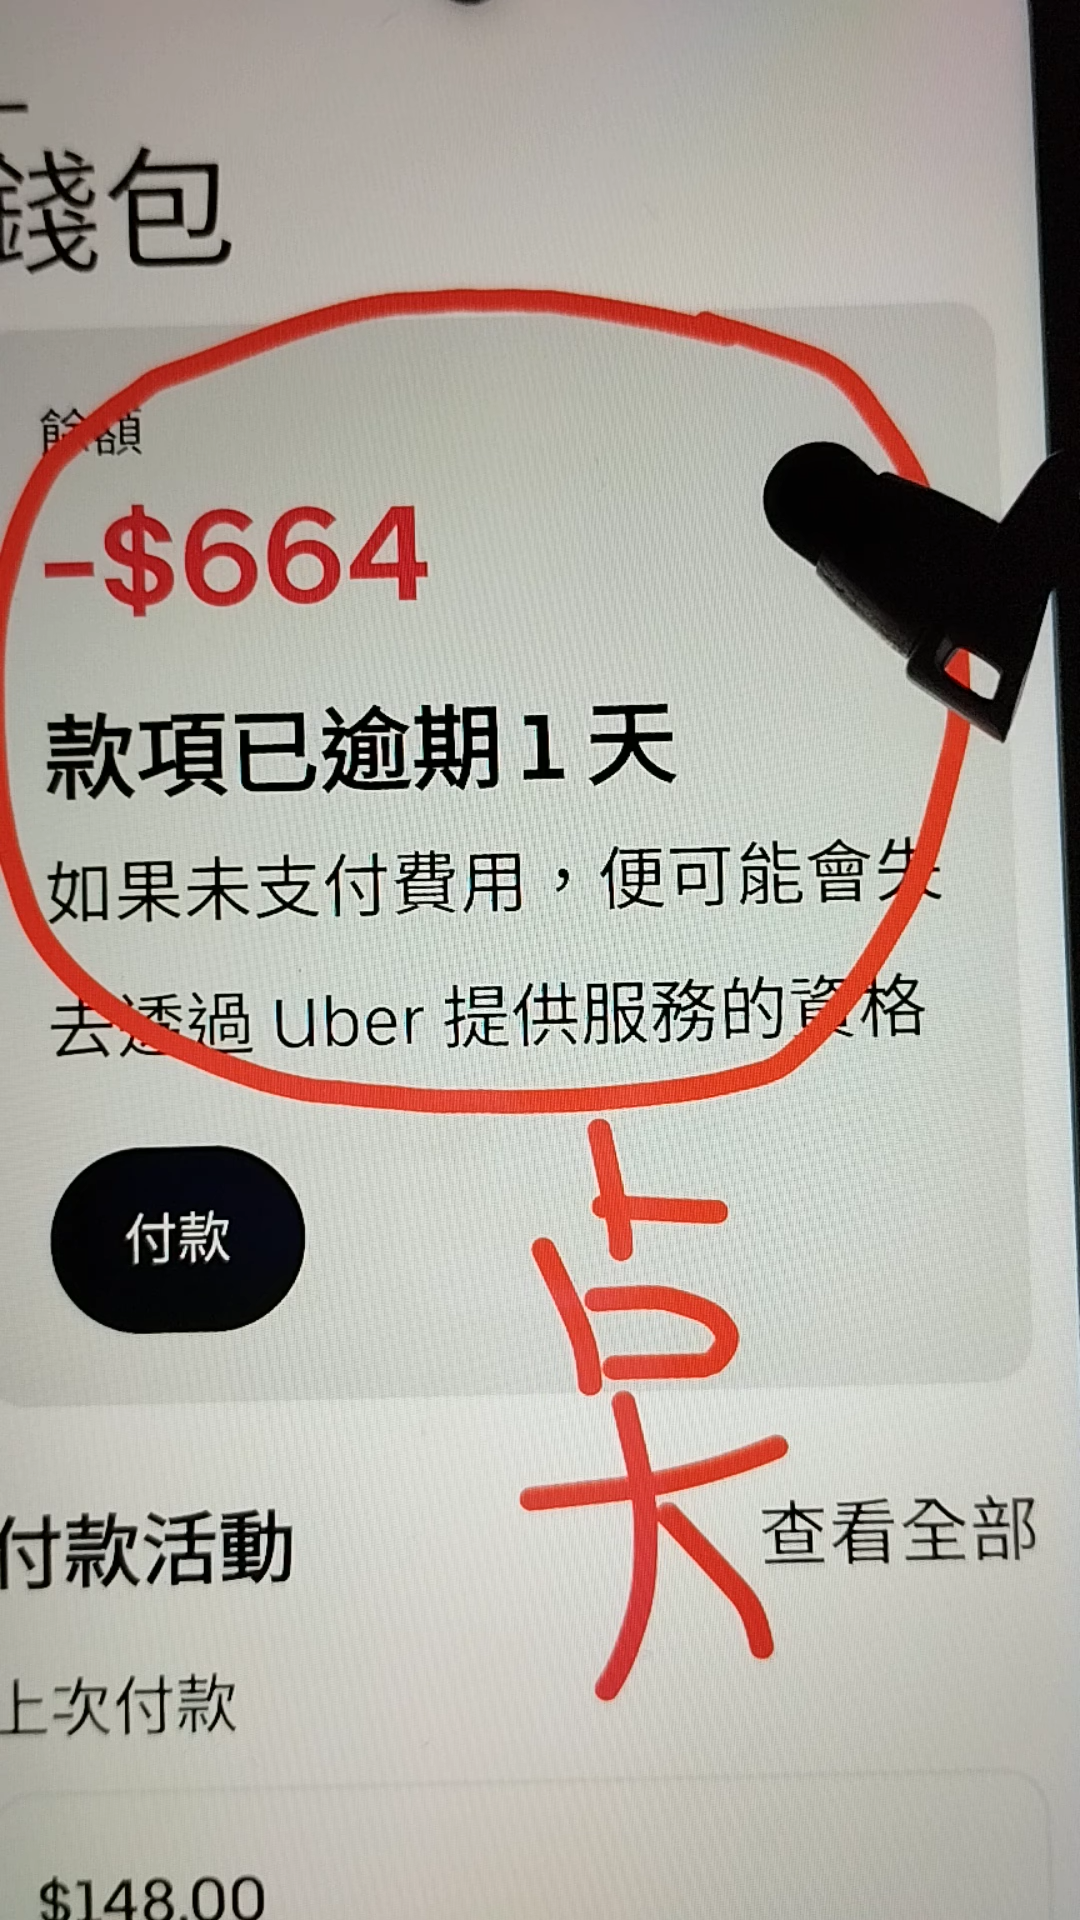 錢包
餘額
-$664
款項已逾期 1 天
如果未支付費用，便可能會失
去透過 Uber 提供服務的資格
付款
付款活動
查看全部
上次付款
$148.00